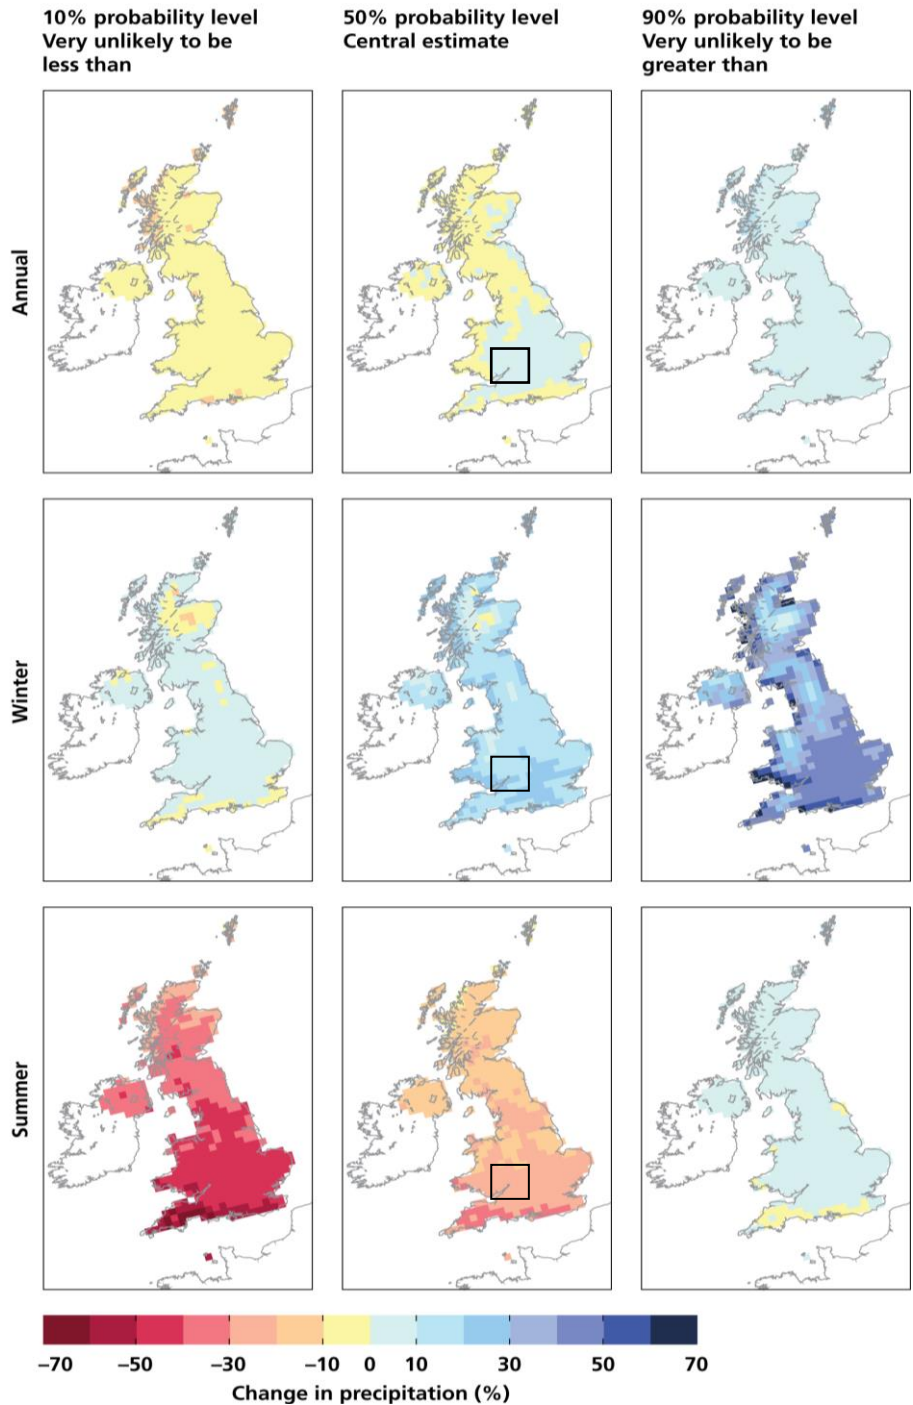 10% probability level
Very unlikely to be
less than
50% probability level
Central estimate
90% probability level
Very unlikely to be
greater than
Annual
Winter
Summer
−70 −50 −30 −10 0 10 30 50 70
Change in precipitation (%)